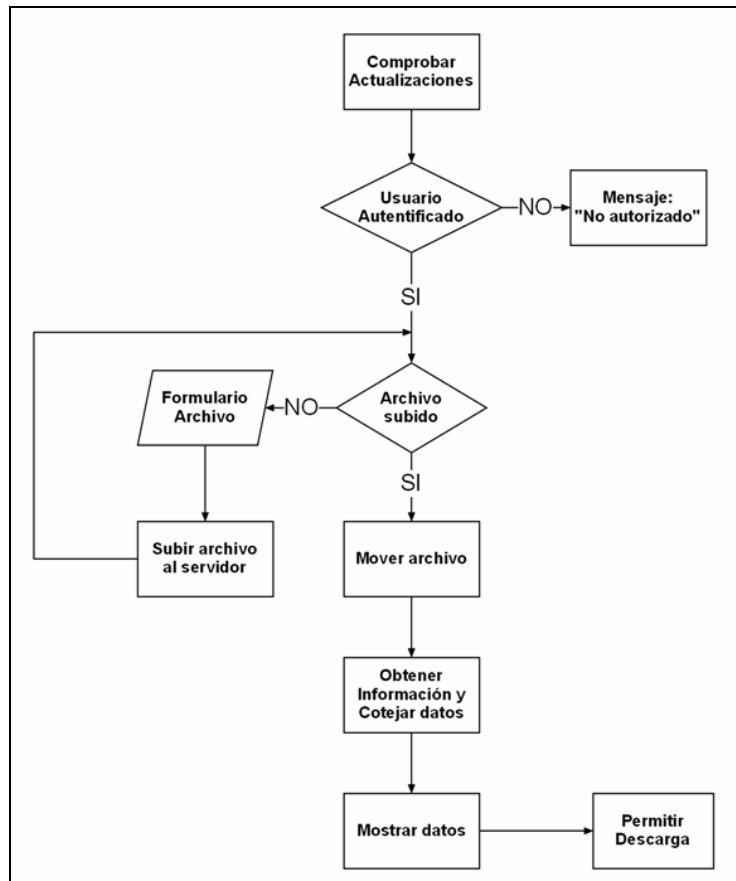 Comprobar
Actualizaciones
Usuario
Autentificado
NO
Mensaje:
"No autorizado"
SI
Formulario
Archivo
NO
Archivo
subido
SI
Subir archivo
al servidor
Mover archivo
Obtener
Información y
Cotejar datos
Mostrar datos
Permitir
Descarga